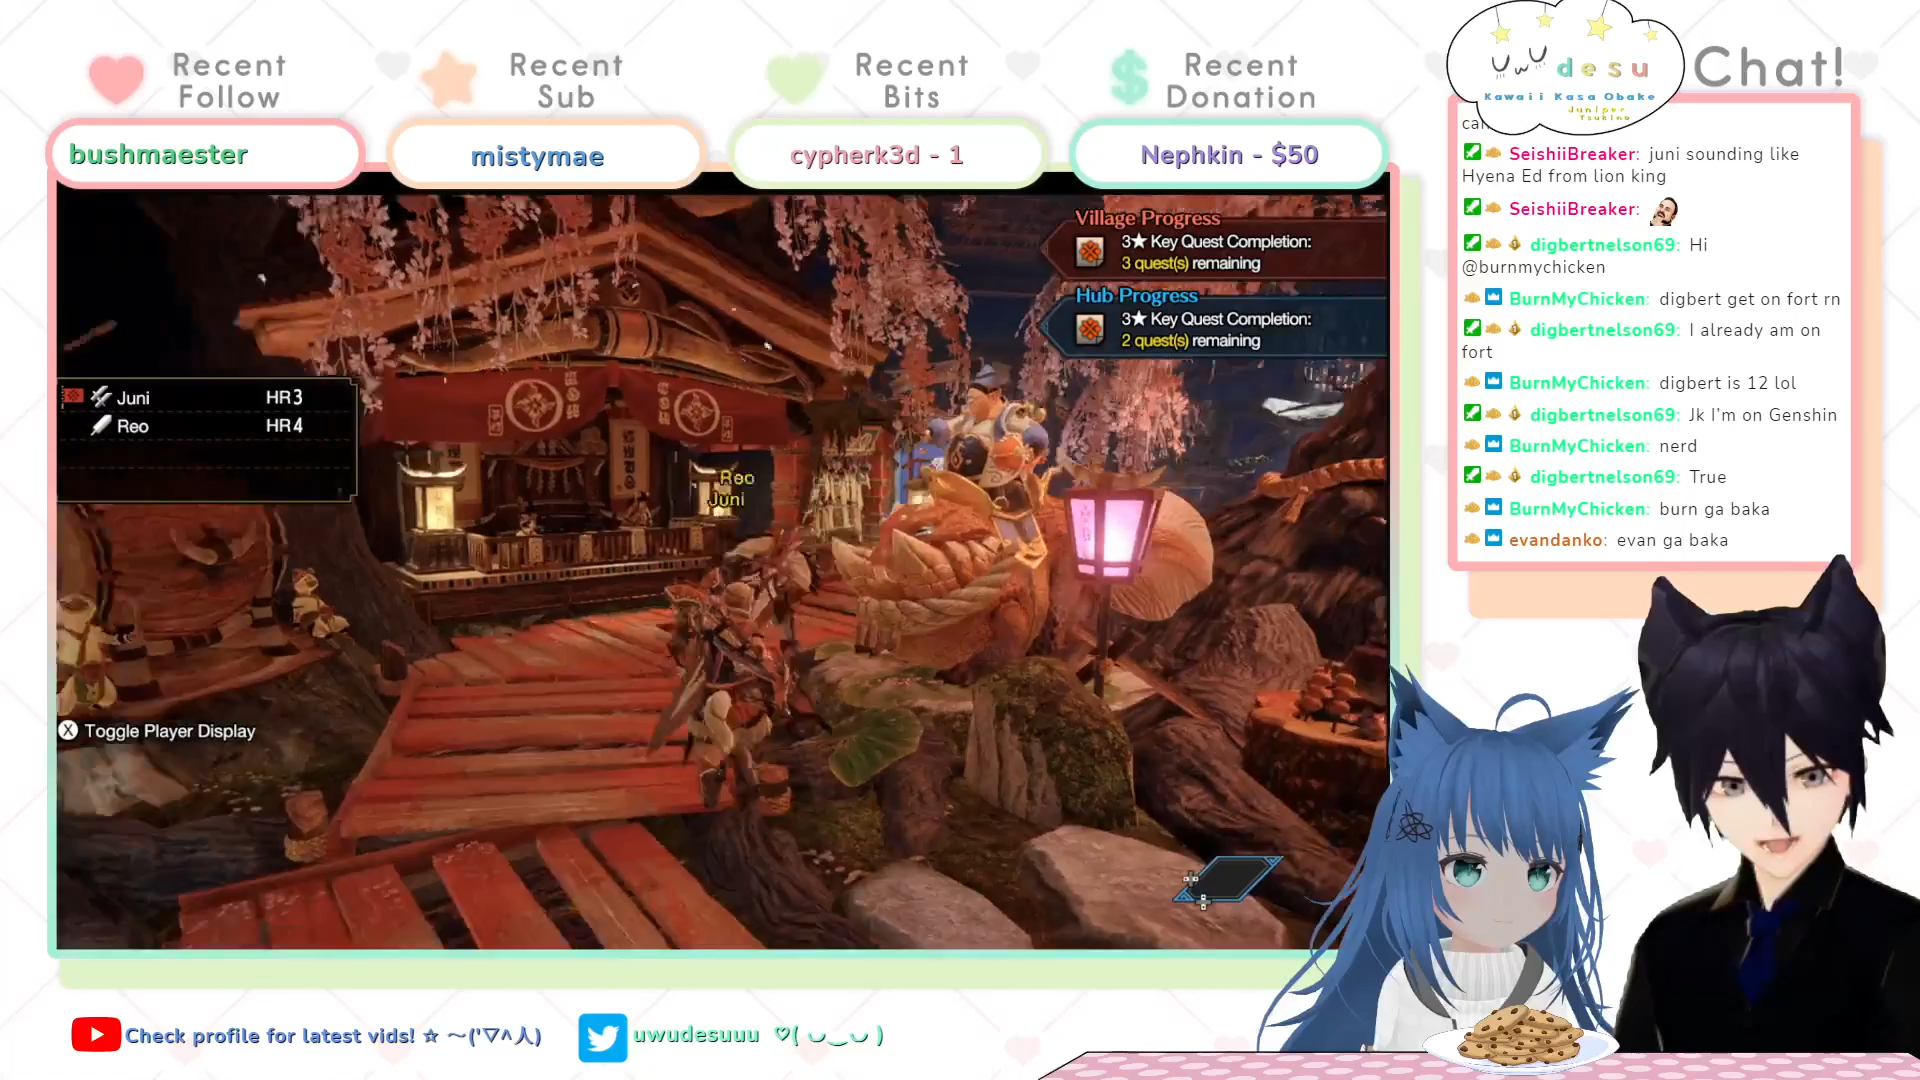 Recent
Follow
Recent
Sub
Recent
Bits
Recent
Donation
UwU desu
Kawaii Kasa Obake
Juniper
Tsukino
Chat!
bushmaester
mistymae
cypherk3d - 1
Nephkin - $50
SeishiiBreaker: juni sounding like
Hyena Ed from lion king
SeishiiBreaker:
digbertnelson69: Hi
@burnmychicken
BurnMyChicken: digbert get on fort rn
digbertnelson69: I already am on
fort
BurnMyChicken: digbert is 12 lol
digbertnelson69: Jk I'm on Genshin
BurnMyChicken: nerd
digbertnelson69: True
BurnMyChicken: burn ga baka
evandanko: evan ga baka
Village Progress
3★ Key Quest Completion:
3 quest(s) remaining
Hub Progress
3★ Key Quest Completion:
2 quest(s) remaining
Juni HR3
Reo HR4
Reo
Juni
X Toggle Player Display
Check profile for latest vids! ☆ ～('▽^人)
uwudesuuu ♡( ᴗ‿ᴗ )